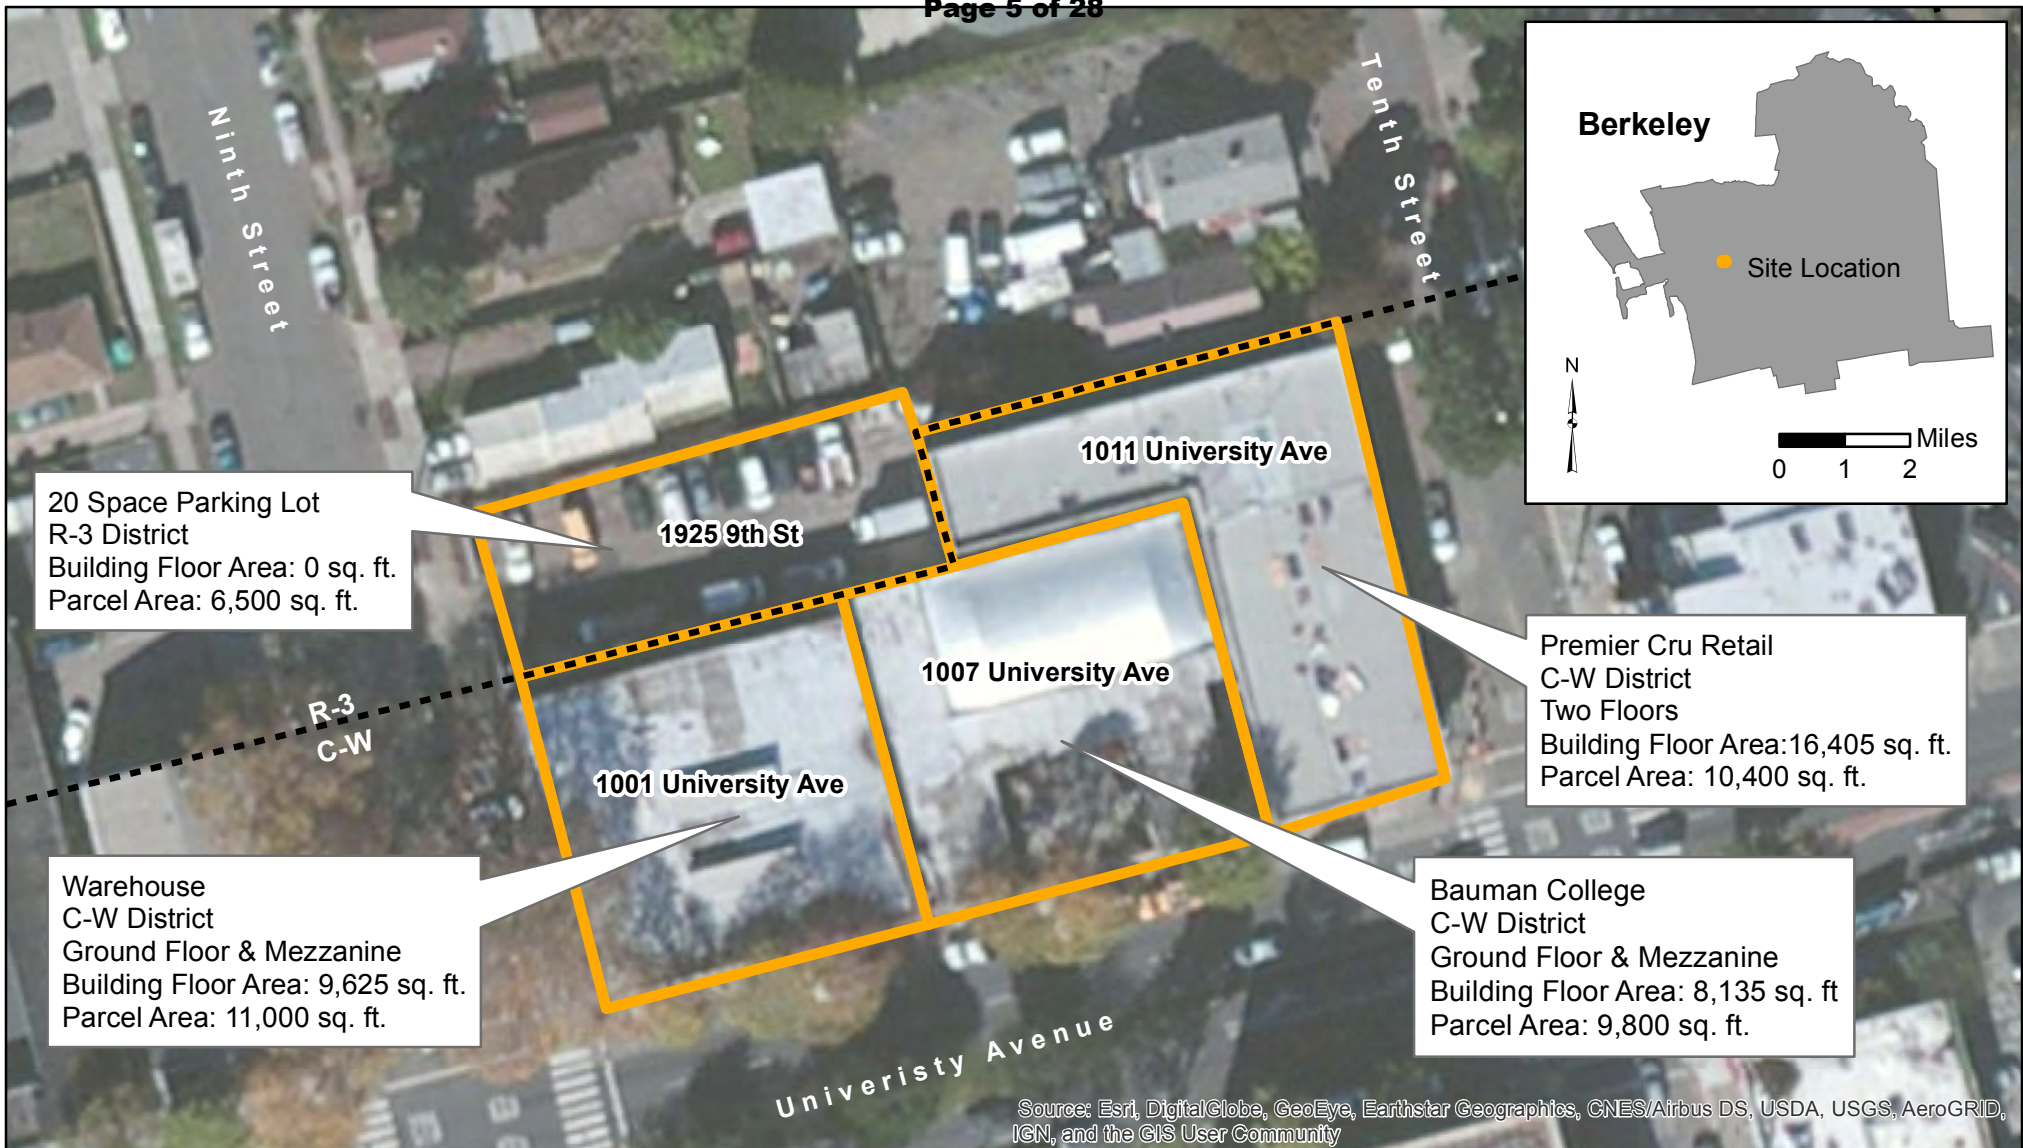 Page 5 of 28
Ninth Street
Tenth Street
Berkeley
Site Location
N
Miles
0 1 2
20 Space Parking Lot
R-3 District
Building Floor Area: 0 sq. ft.
Parcel Area: 6,500 sq. ft.
1925 9th St
1011 University Ave
1007 University Ave
1001 University Ave
R-3
C-W
Premier Cru Retail
C-W District
Two Floors
Building Floor Area:16,405 sq. ft.
Parcel Area: 10,400 sq. ft.
Warehouse
C-W District
Ground Floor & Mezzanine
Building Floor Area: 9,625 sq. ft.
Parcel Area: 11,000 sq. ft.
Bauman College
C-W District
Ground Floor & Mezzanine
Building Floor Area: 8,135 sq. ft
Parcel Area: 9,800 sq. ft.
Univeristy Avenue
Source: Esri, DigitalGlobe, GeoEye, Earthstar Geographics, CNES/Airbus DS, USDA, USGS, AeroGRID,
IGN, and the GIS User Community